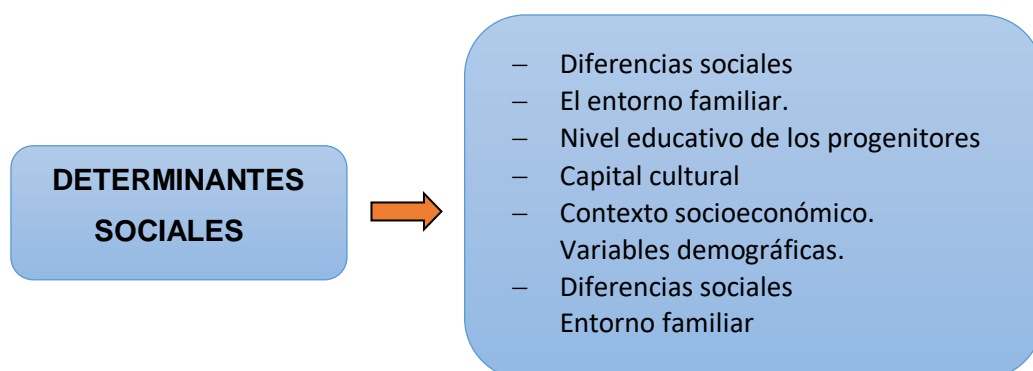 DETERMINANTES
SOCIALES
– Diferencias sociales
– El entorno familiar.
– Nivel educativo de los progenitores
– Capital cultural
– Contexto socioeconómico.
Variables demográficas.
– Diferencias sociales
Entorno familiar